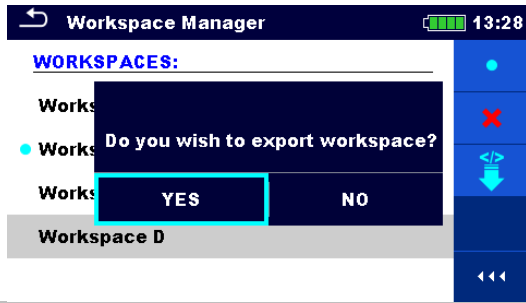 Workspace Manager 13:28
WORKSPACES:
Works
Do you wish to export workspace?
Works
Works
YES NO
Workspace D